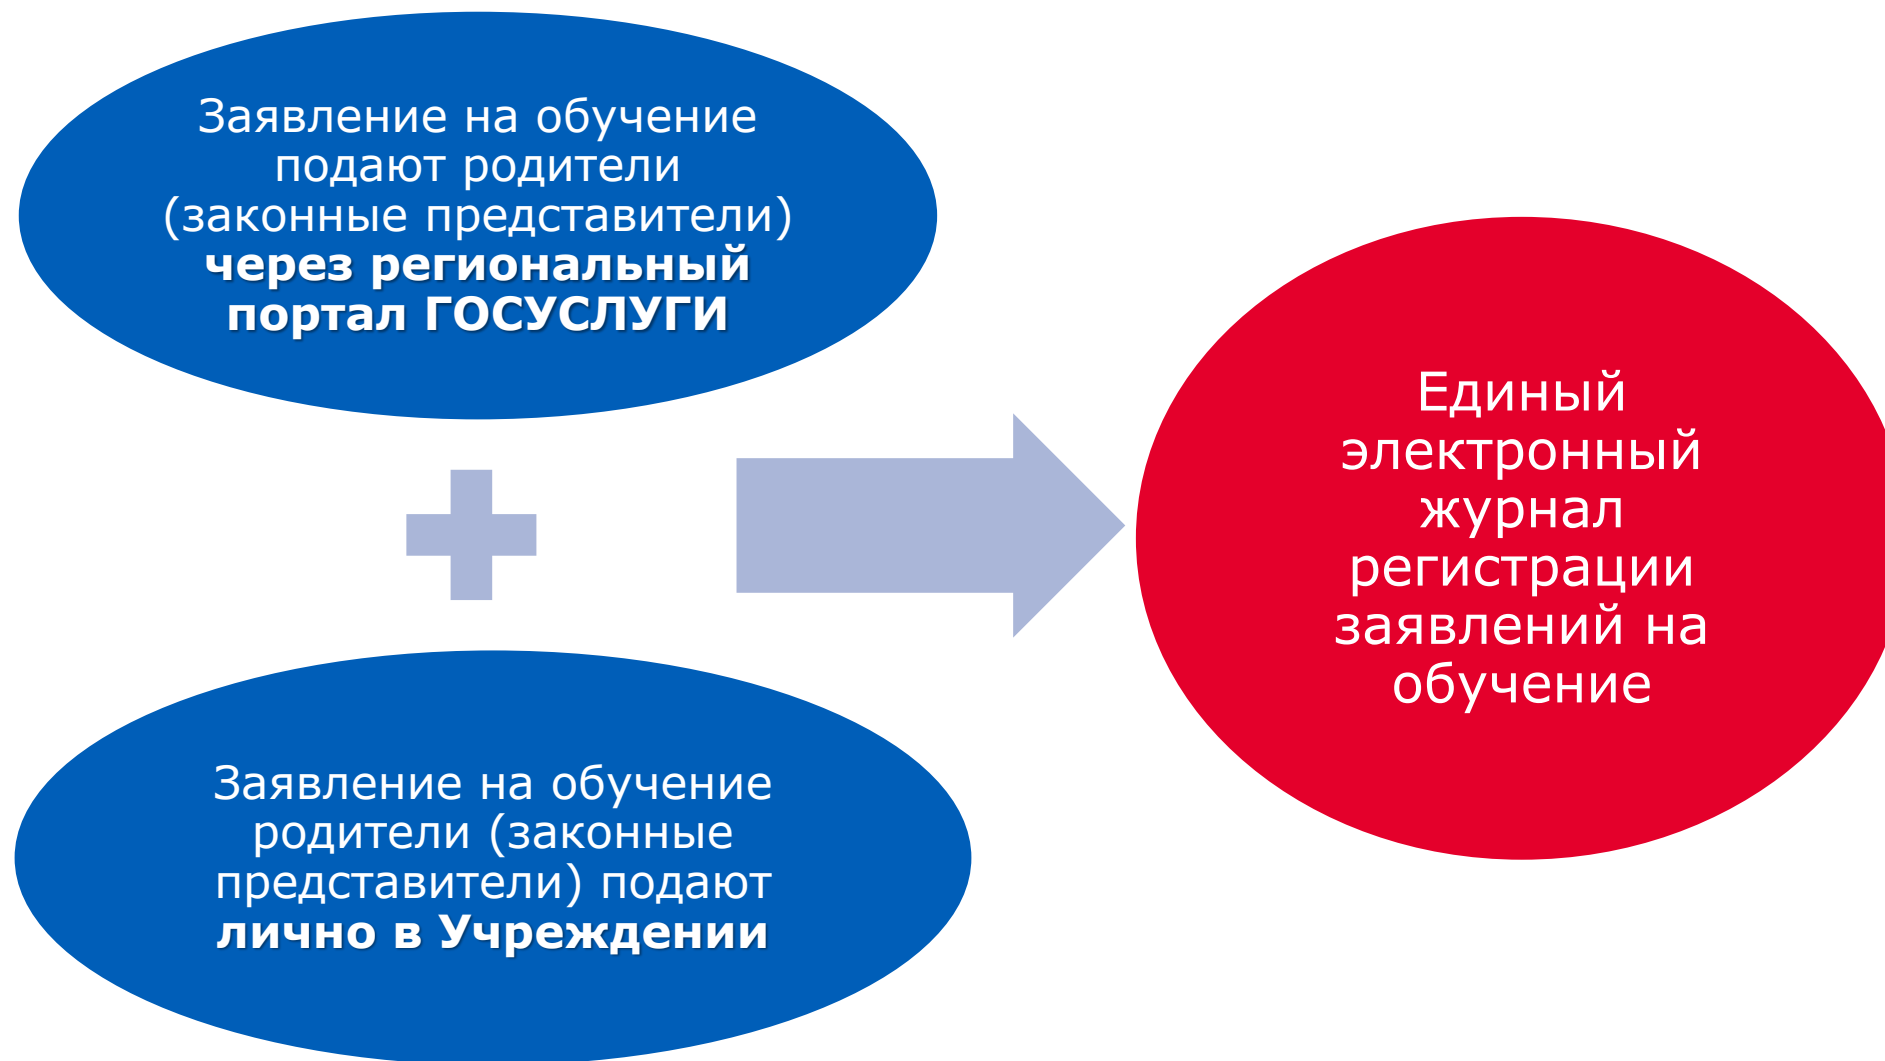 Заявление на обучение
подают родители
(законные представители)
через региональный
портал ГОСУСЛУГИ
Заявление на обучение
родители (законные
представители) подают
лично в Учреждении
Единый
электронный
журнал
регистрации
заявлений на
обучение